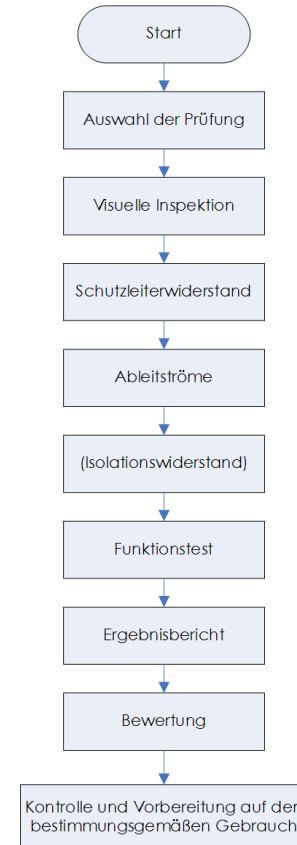 Start
Auswahl der Prüfung
Visuelle Inspektion
Schutzleiterwiderstand
Ableitströme
(Isolationswiderstand)
Funktionstest
Ergebnisbericht
Bewertung
Kontrolle und Vorbereitung auf den
bestimmungsgemäßen Gebrauch